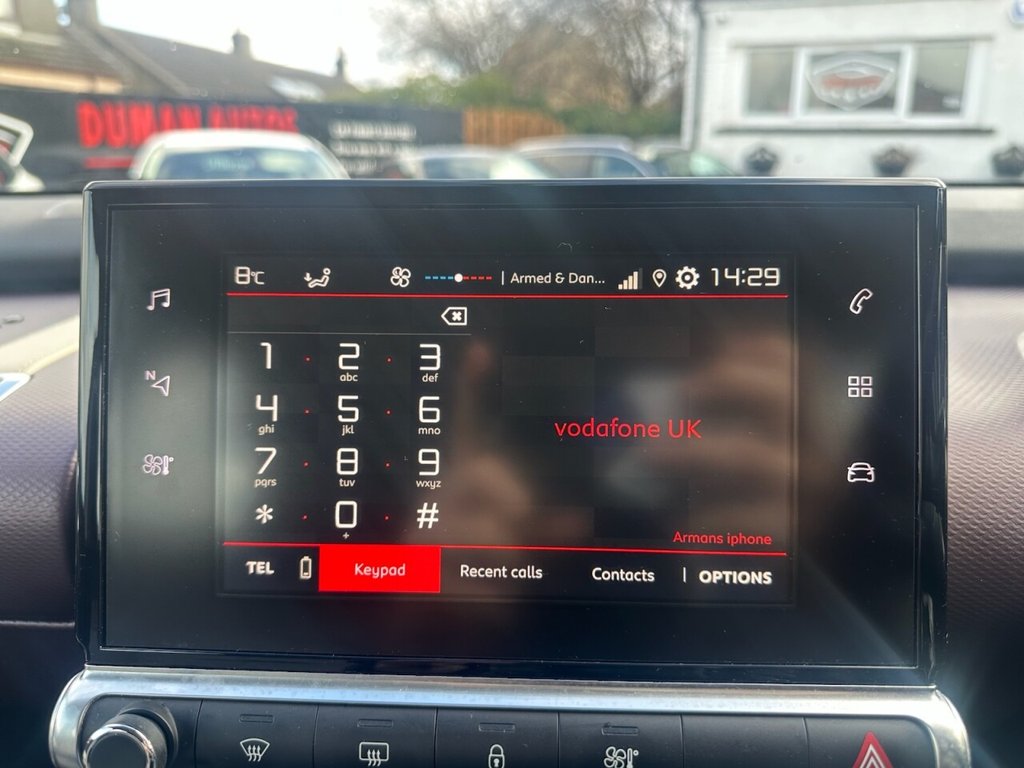 DUMAN AUTOS
8°C
| Armed & Dan...
14:29
N
1
2
3
abc
def
4
5
6
ghi
jkl
mno
vodafone UK
7
8
9
pqrs
tuv
wxyz
* 0 #
+
Armans iphone
TEL
Keypad
Recent calls
Contacts
| OPTIONS